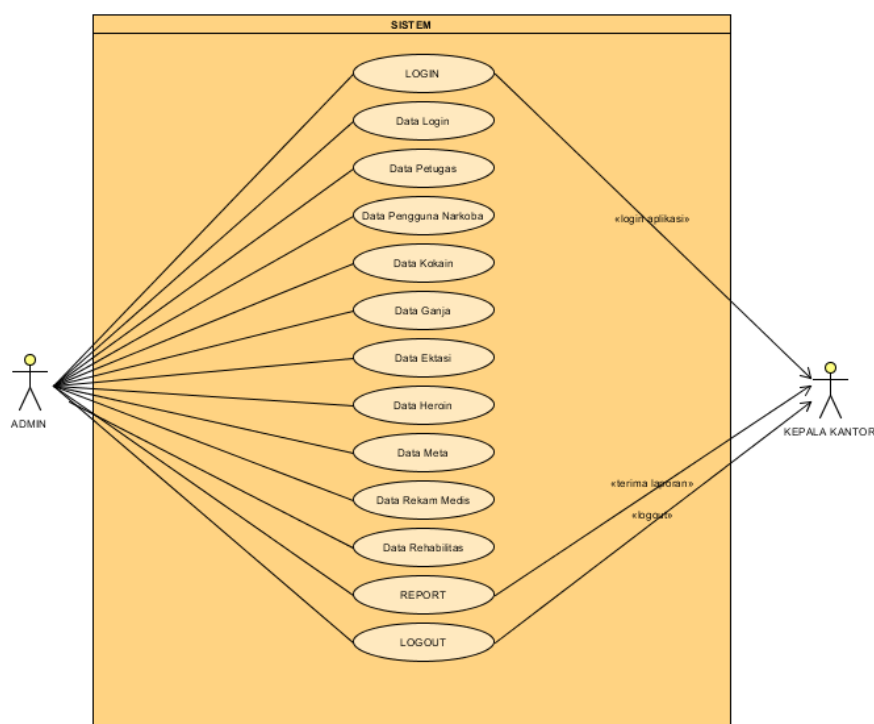 SISTEM
LOGIN
Data Login
Data Petugas
Data Pengguna Narkoba
«login aplikasi»
Data Kokain
Data Ganja
Data Ektasi
ADMIN
Data Heroin
KEPALA KANTOR
Data Meta
«terima laporan»
Data Rekam Medis
«logout»
Data Rehabilitas
REPORT
LOGOUT